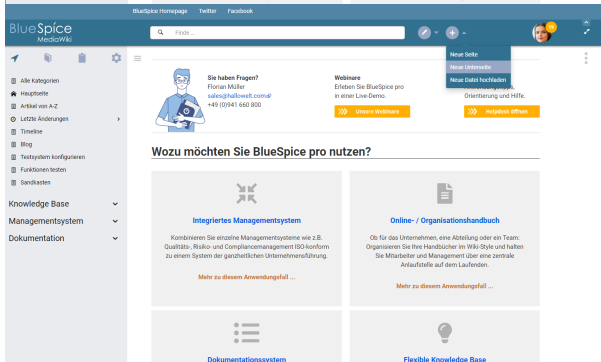 BlueSpice Homepage Twitter Facebook
BlueSpice
MediaWiki
Finde ...
10
Neue Seite
Neue Unterseite
Neue Datei hochladen
Alle Kategorien
Hauptseite
Artikel von A-Z
Letzte Änderungen
Timeline
Blog
Testsystem konfigurieren
Funktionen testen
Sandkasten
Knowledge Base
Managementsystem
Dokumentation
Sie haben Fragen?
Florian Müller
sales@hallowelt.com
+49 (0)941 660 800
Webinare
Erleben Sie BlueSpice pro
in einer Live-Demo.
Unsere Webinare
Orientierung und Hilfe.
Helpdesk öffnen
Wozu möchten Sie BlueSpice pro nutzen?
Integriertes Managementsystem
Kombinieren Sie einzelne Managementsysteme wie z.B.
Qualitäts-, Risiko- und Compliancemanagement ISO-konform
zu einem System der ganzheitlichen Unternehmensführung.
Mehr zu diesem Anwendungsfall ...
Online- / Organisationshandbuch
Ob für das Unternehmen, eine Abteilung oder ein Team:
Organisieren Sie Ihre Handbücher im Wiki-Style und halten
Sie Mitarbeiter und Management über eine zentrale
Anlaufstelle auf dem Laufenden.
Mehr zu diesem Anwendungsfall ...
Dokumentationssystem
Flexible Knowledge Base